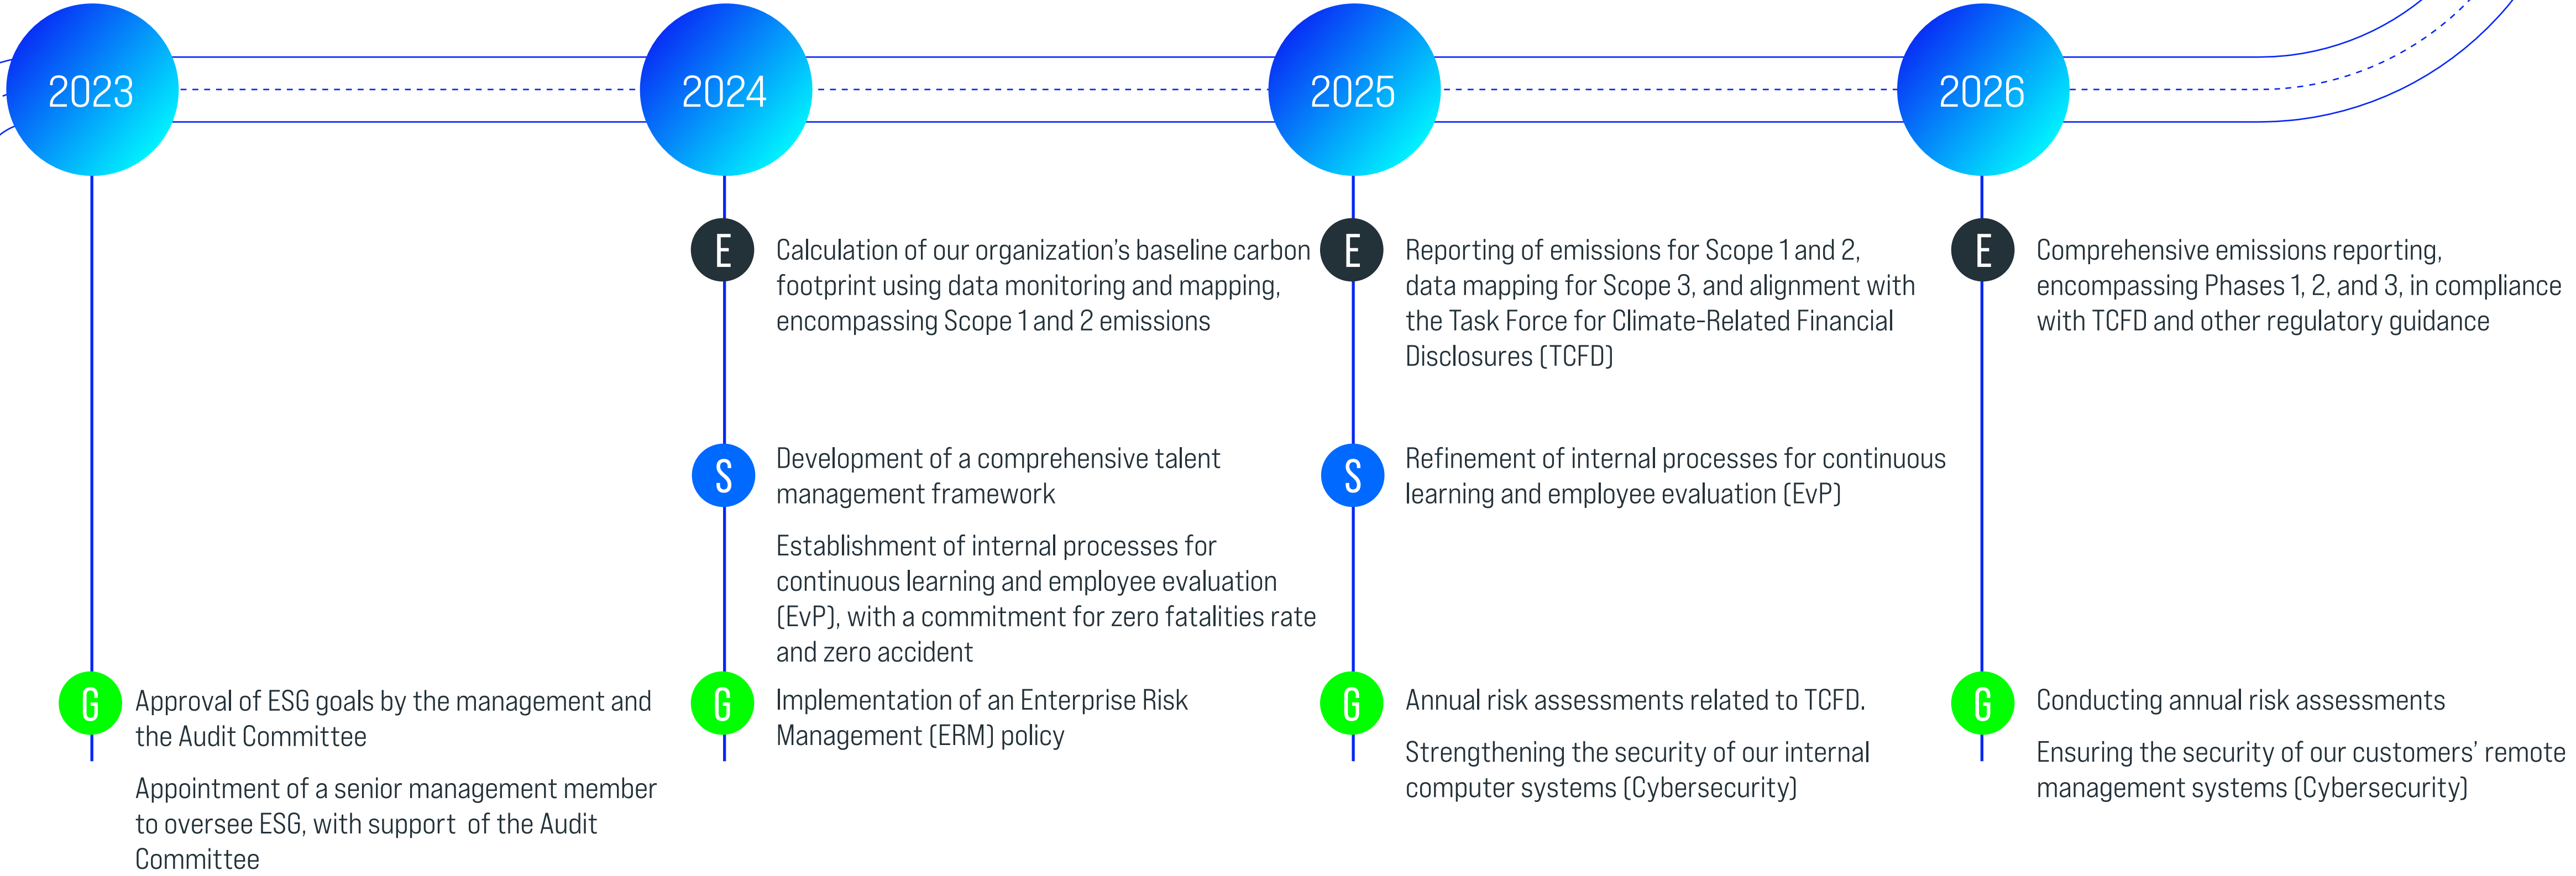 2023
2024
2025
2026
G
Approval of ESG goals by the management and
the Audit Committee
Appointment of a senior management member
to oversee ESG, with support of the Audit
Committee
E
Calculation of our organization’s baseline carbon
footprint using data monitoring and mapping,
encompassing Scope 1 and 2 emissions
S
Development of a comprehensive talent
management framework
Establishment of internal processes for
continuous learning and employee evaluation
(EvP), with a commitment for zero fatalities rate
and zero accident
G
Implementation of an Enterprise Risk
Management (ERM) policy
E
Reporting of emissions for Scope 1 and 2,
data mapping for Scope 3, and alignment with
the Task Force for Climate-Related Financial
Disclosures (TCFD)
S
Refinement of internal processes for continuous
learning and employee evaluation (EvP)
G
Annual risk assessments related to TCFD.
Strengthening the security of our internal
computer systems (Cybersecurity)
E
Comprehensive emissions reporting,
encompassing Phases 1, 2, and 3, in compliance
with TCFD and other regulatory guidance
G
Conducting annual risk assessments
Ensuring the security of our customers’ remote
management systems (Cybersecurity)